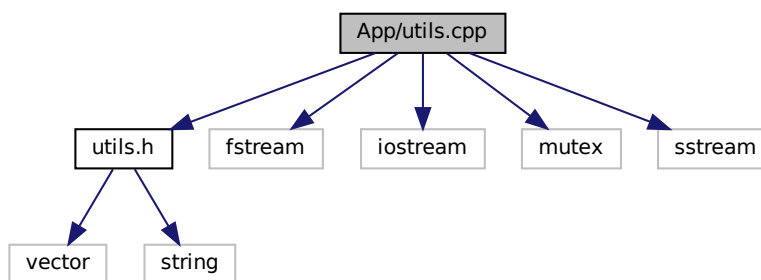 App/utils.cpp
utils.h
fstream
iostream
mutex
sstream
vector
string